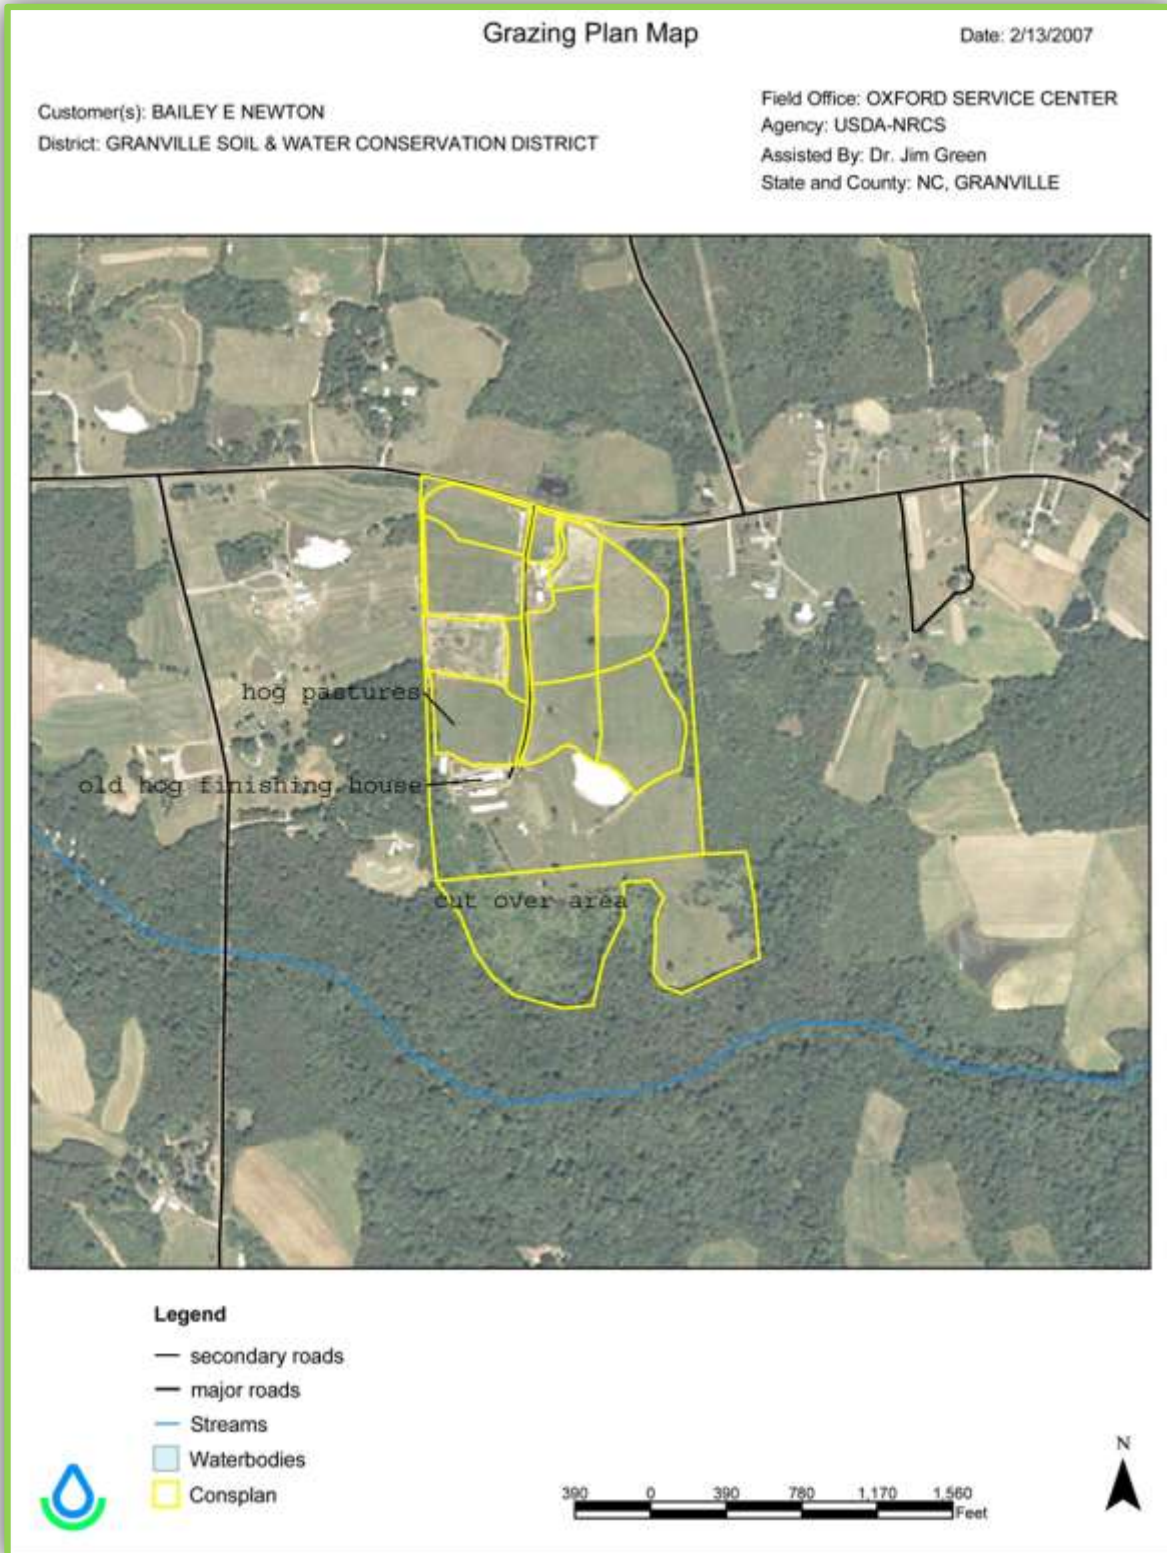 Grazing Plan Map
Date: 2/13/2007
Customer(s): BAILEY E NEWTON
District: GRANVILLE SOIL & WATER CONSERVATION DISTRICT
Field Office: OXFORD SERVICE CENTER
Agency: USDA-NRCS
Assisted By: Dr. Jim Green
State and County: NC, GRANVILLE
hog pastures
old hog finishing house
cut over area
Legend
secondary roads
major roads
Streams
Waterbodies
Consplan
390 0 390 780 1,170 1,560
Feet
N